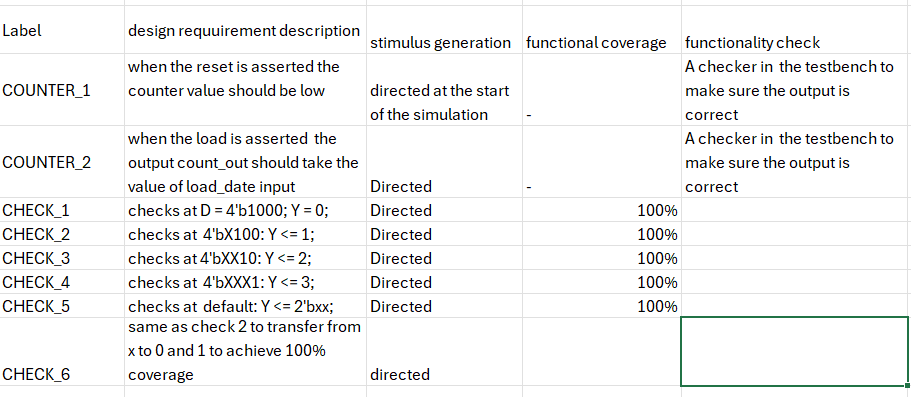 Label
design requuirement description
stimulus generation
functional coverage
functionality check
COUNTER_1
when the reset is asserted the
counter value should be low
directed at the start
of the simulation
-
A checker in the testbench to
make sure the output is
correct
COUNTER_2
when the load is asserted the
output count_out should take the
value of load_date input
Directed
-
A checker in the testbench to
make sure the output is
correct
CHECK_1 checks at D = 4'b1000; Y = 0; Directed 100%
CHECK_2 checks at 4'bX100: Y <= 1; Directed 100%
CHECK_3 checks at 4'bXX10: Y <= 2; Directed 100%
CHECK_4 checks at 4'bXXX1: Y <= 3; Directed 100%
CHECK_5 checks at default: Y <= 2'bxx; Directed 100%
CHECK_6
same as check 2 to transfer from
x to 0 and 1 to achieve 100%
coverage
directed